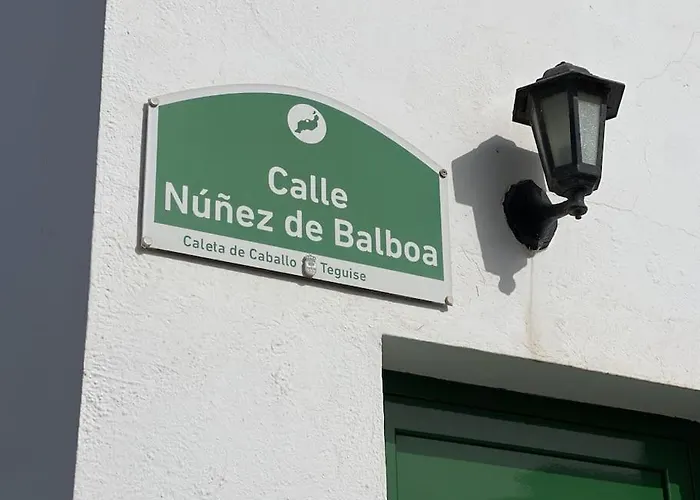 Calle
Núñez de Balboa
Caleta de Caballo Teguise